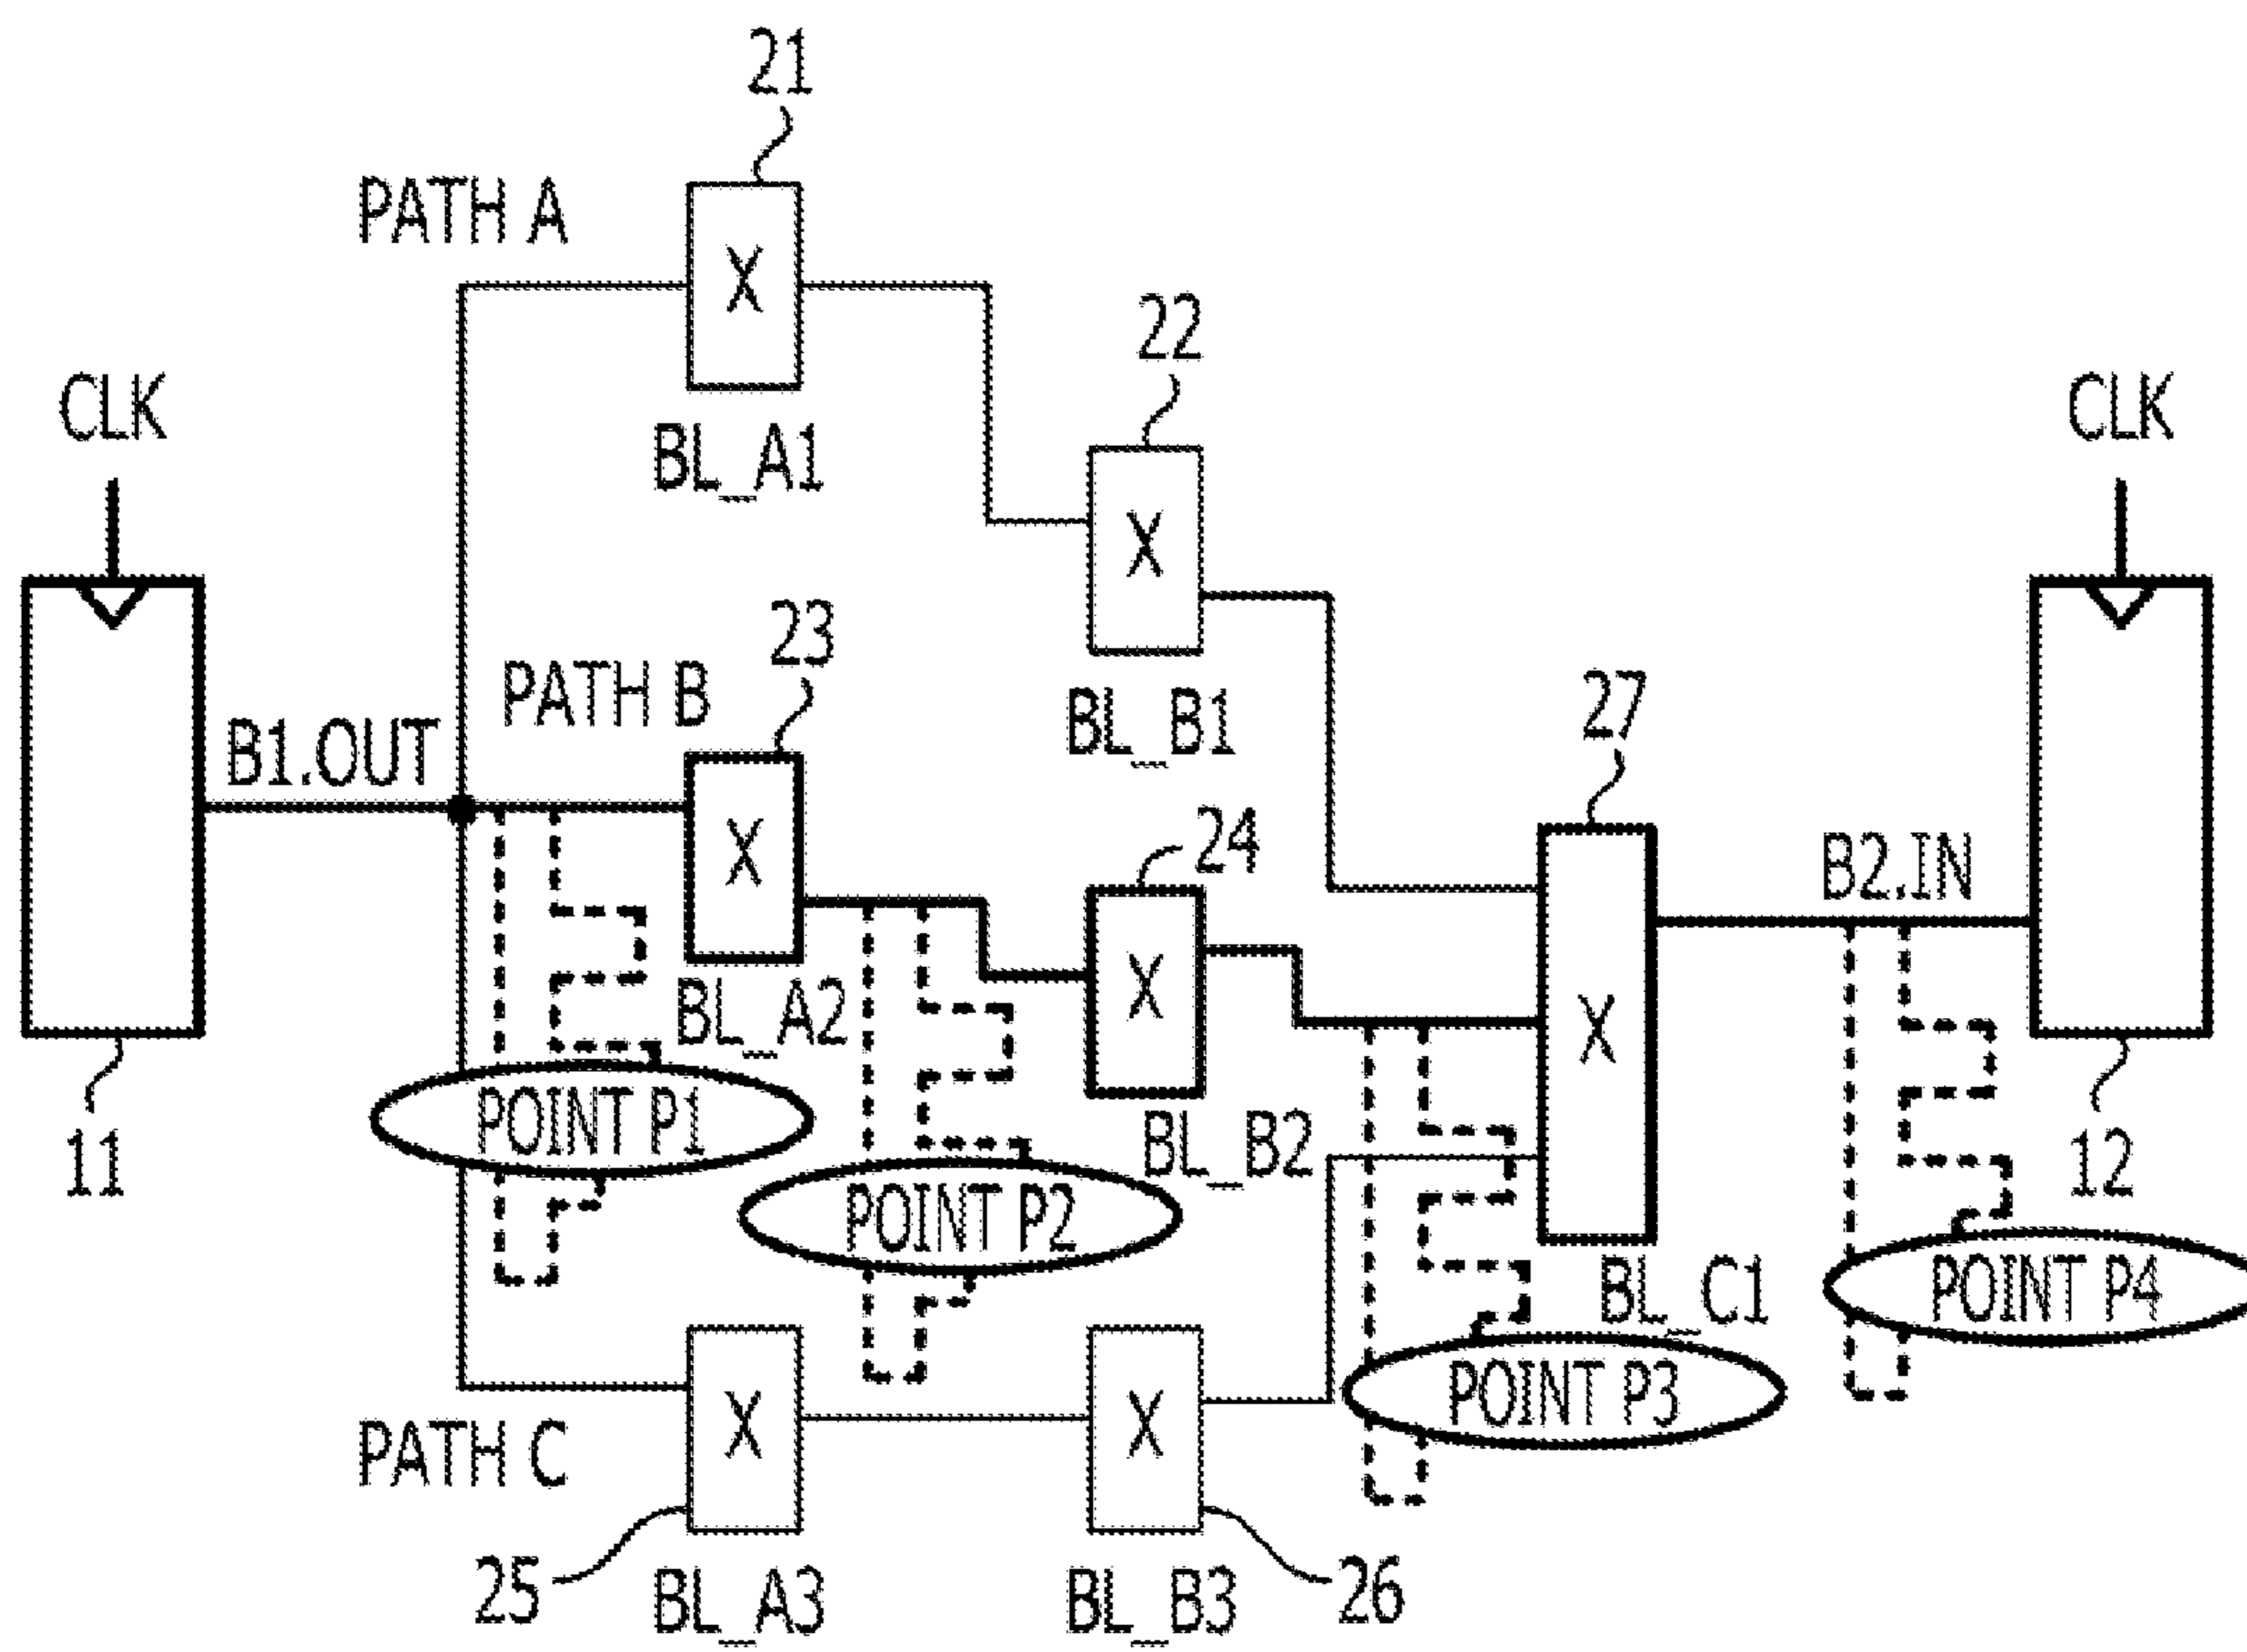 21
PATH A
X
BL_A1
22
CLK
CLK
X
BL_B1
23
PATH B
27
B1.OUT
X
24
B2.IN
BL_A2
X
X
11
POINT P1
BL_B2
12
POINT P2
POINT P4
BL_C1
POINT P3
PATH C
X
X
25
BL_A3
BL_B3
26